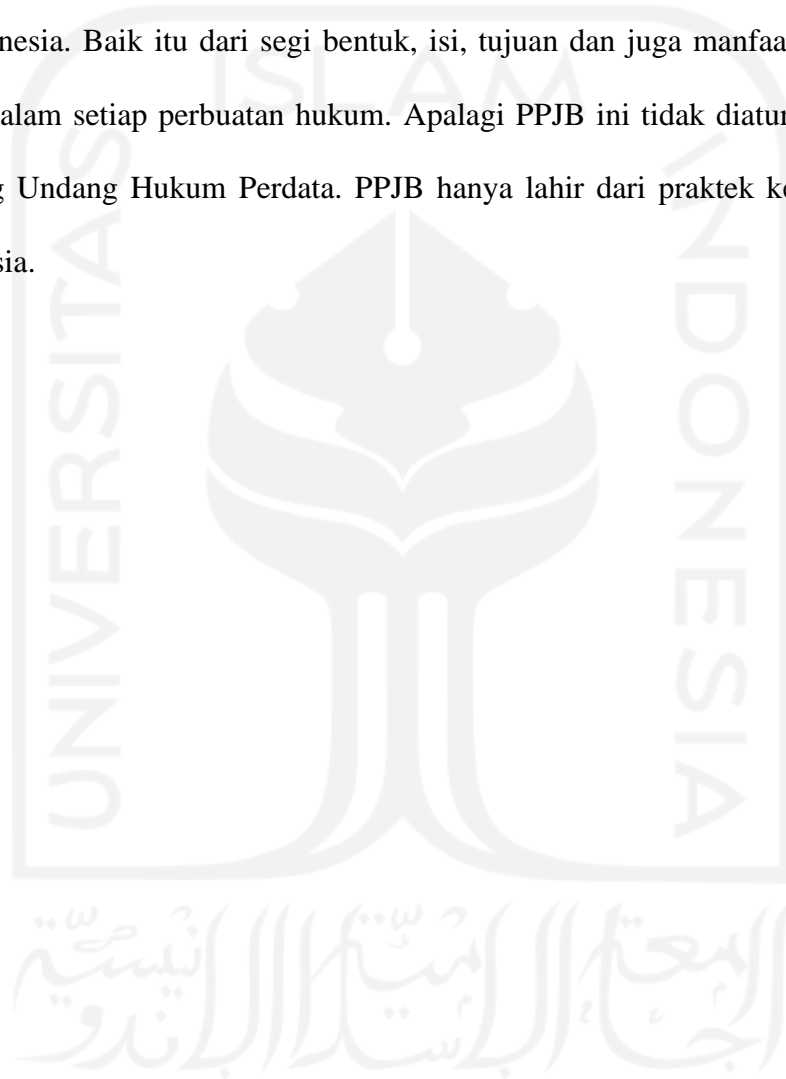 nesia. Baik itu dari segi bentuk, isi, tujuan dan juga manfaa
alam setiap perbuatan hukum. Apalagi PPJB ini tidak diatur
g Undang Hukum Perdata. PPJB hanya lahir dari praktek ke
sia.
ISLAM
UNIVERSITAS
INDONESIA